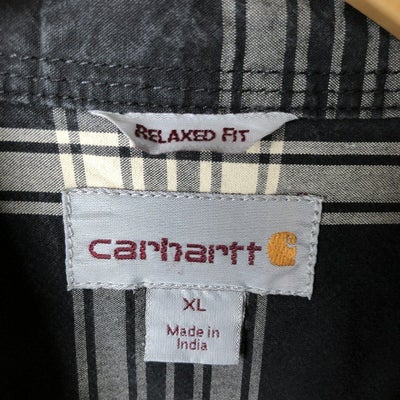 RELAXED FIT
carhartt
XL
Made in
India